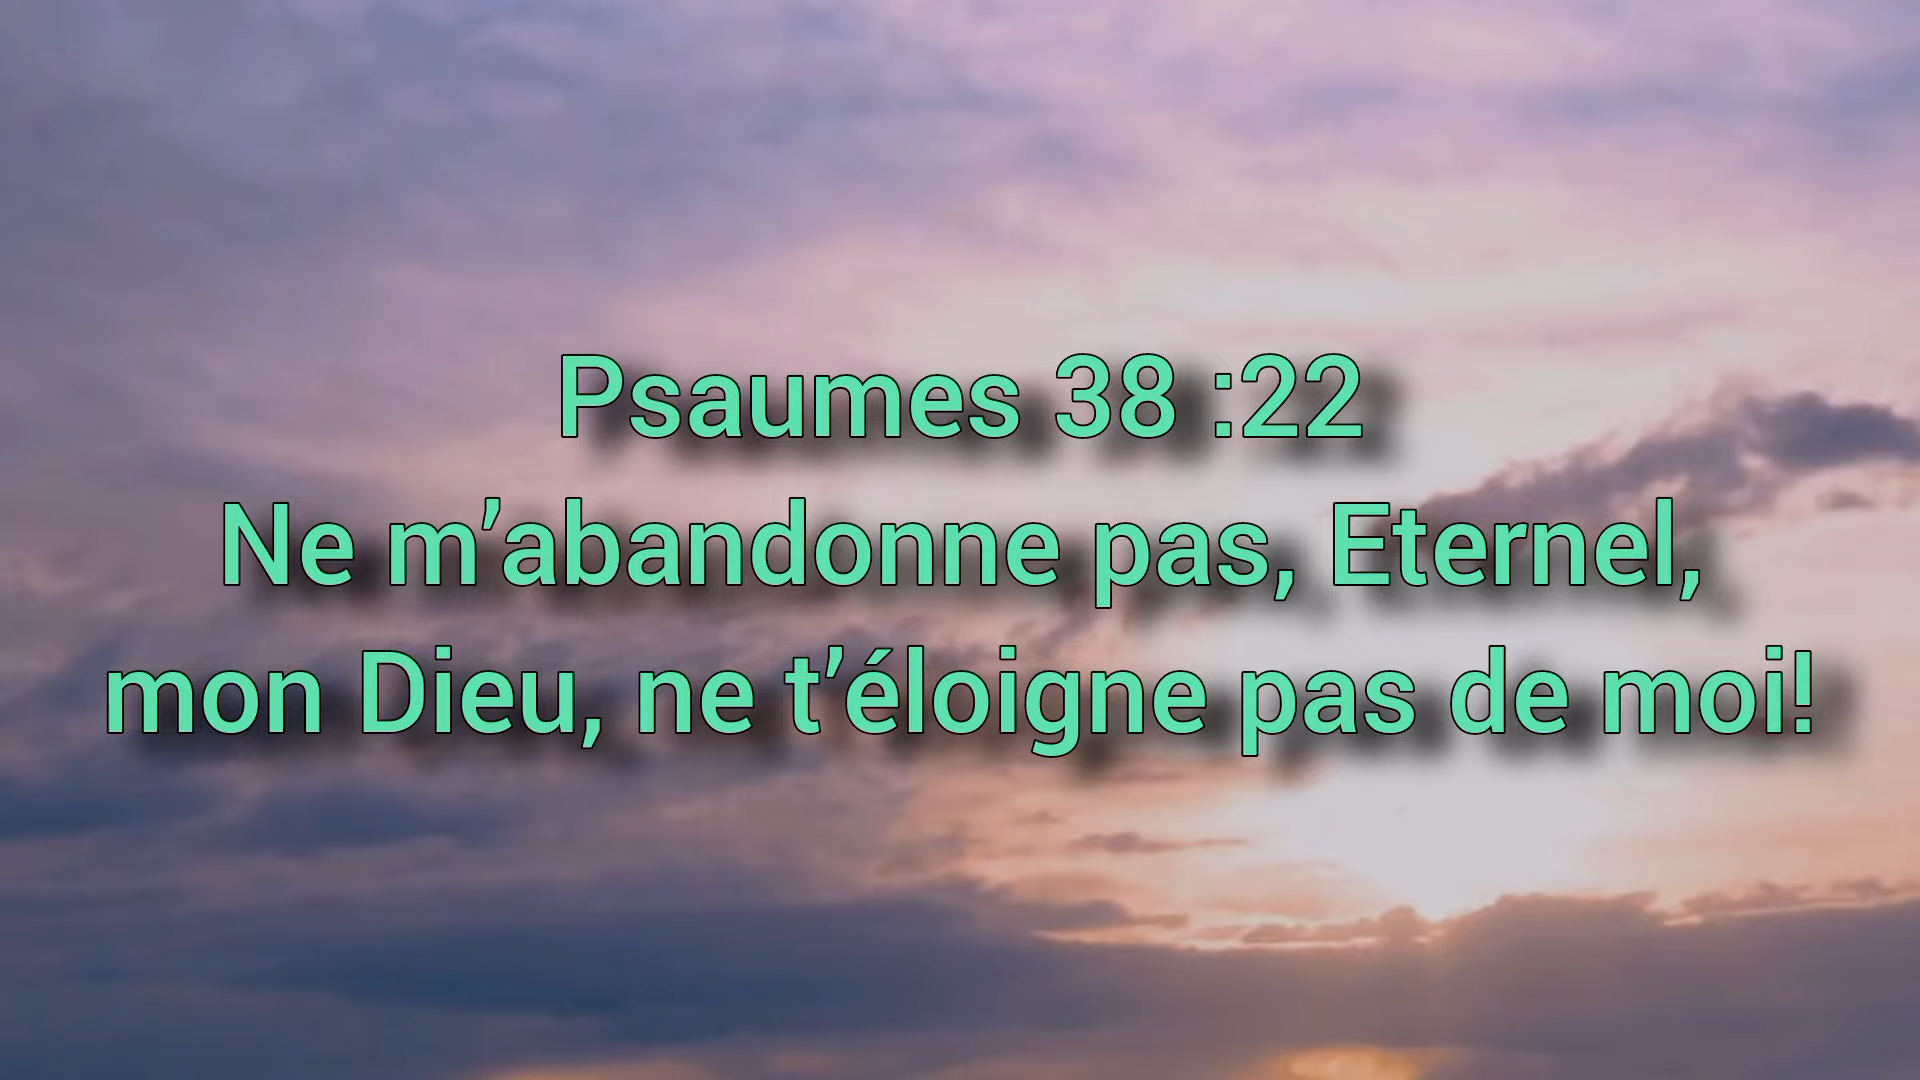 Psaumes 38 :22
Ne m’abandonne pas, Eternel,
mon Dieu, ne t’éloigne pas de moi!